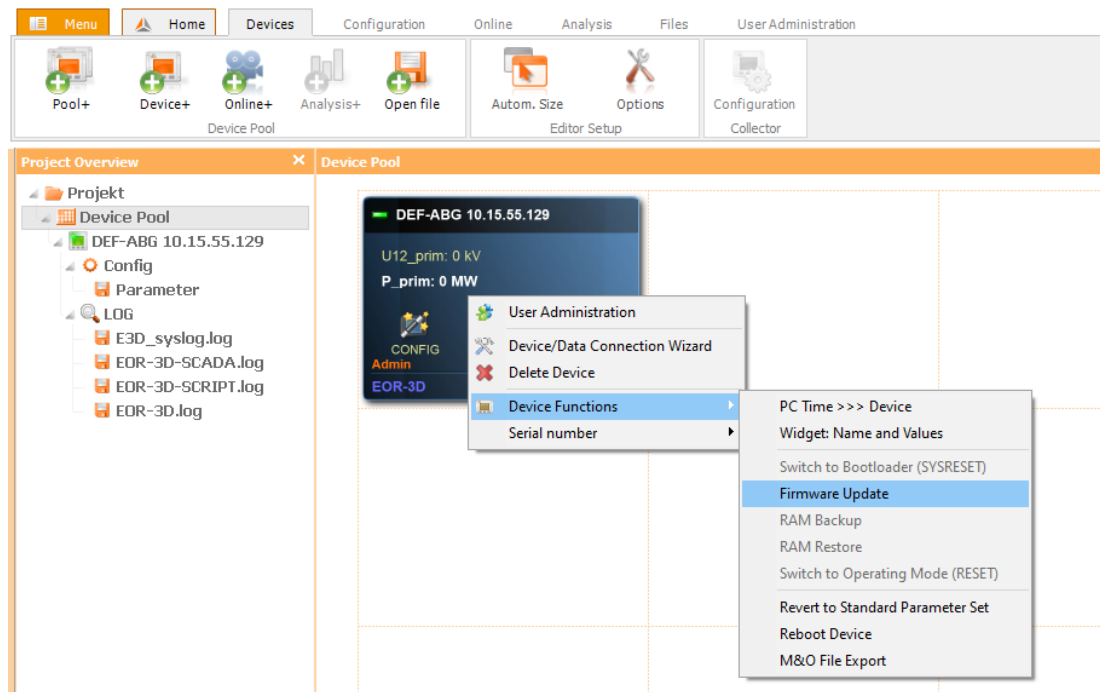 Menu
Home
Devices
Configuration
Online
Analysis
Files
User Administration
Pool+
Device+
Online+
Analysis+
Open file
Autom. Size
Options
Configuration
Device Pool
Editor Setup
Collector
Project Overview
Device Pool
Projekt
Device Pool
DEF-ABG 10.15.55.129
Config
Parameter
LOG
E3D_syslog.log
EOR-3D-SCADA.log
EOR-3D-SCRIPT.log
EOR-3D.log
DEF-ABG 10.15.55.129
U12_prim: 0 kV
P_prim: 0 MW
CONFIG
Admin
EOR-3D
User Administration
Device/Data Connection Wizard
Delete Device
Device Functions
Serial number
PC Time >>> Device
Widget: Name and Values
Switch to Bootloader (SYSRESET)
Firmware Update
RAM Backup
RAM Restore
Switch to Operating Mode (RESET)
Revert to Standard Parameter Set
Reboot Device
M&O File Export